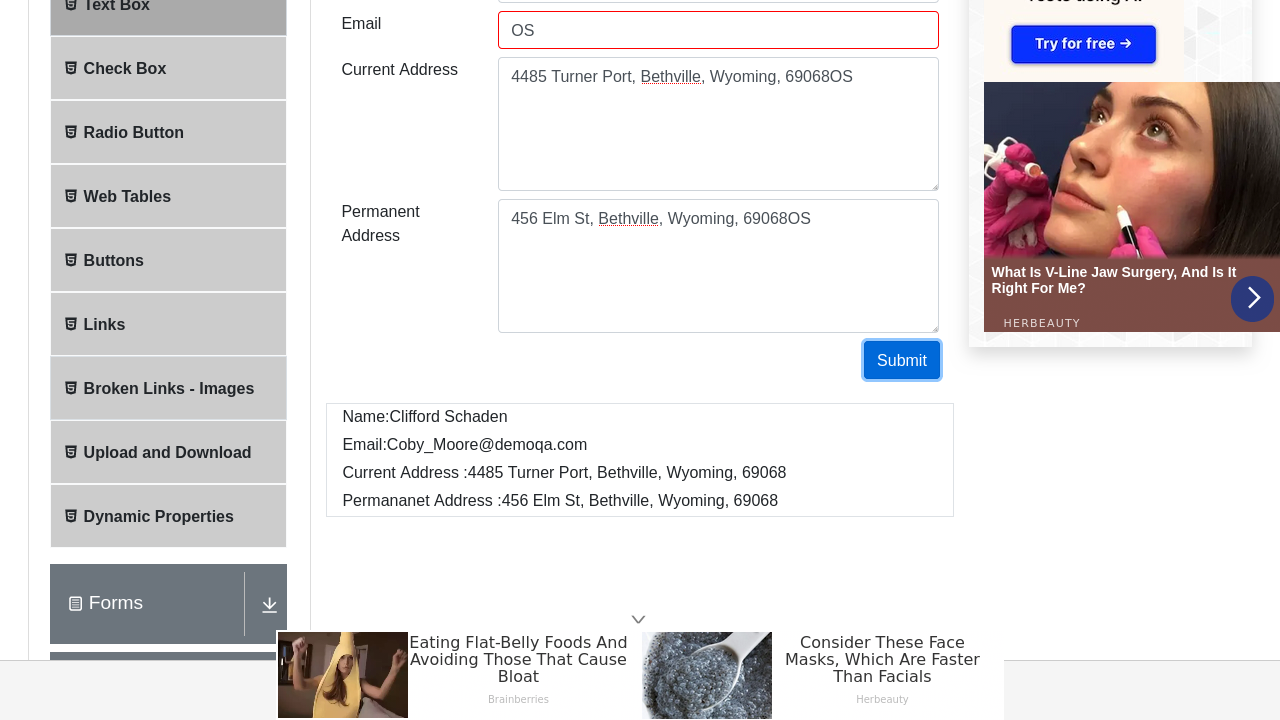 Text Box
Check Box
Radio Button
Web Tables
Buttons
Links
Broken Links - Images
Upload and Download
Dynamic Properties
Forms
Email
OS
Current Address
4485 Turner Port, Bethville, Wyoming, 69068OS
Permanent
Address
456 Elm St, Bethville, Wyoming, 69068OS
Submit
Name:Clifford Schaden
Email:Coby_Moore@demoqa.com
Current Address :4485 Turner Port, Bethville, Wyoming, 69068
Permananet Address :456 Elm St, Bethville, Wyoming, 69068
Try for free →
What Is V-Line Jaw Surgery, And Is It
Right For Me?
HERBEAUTY
Eating Flat-Belly Foods And
Avoiding Those That Cause
Bloat
Brainberries
Consider These Face
Masks, Which Are Faster
Than Facials
Herbeauty